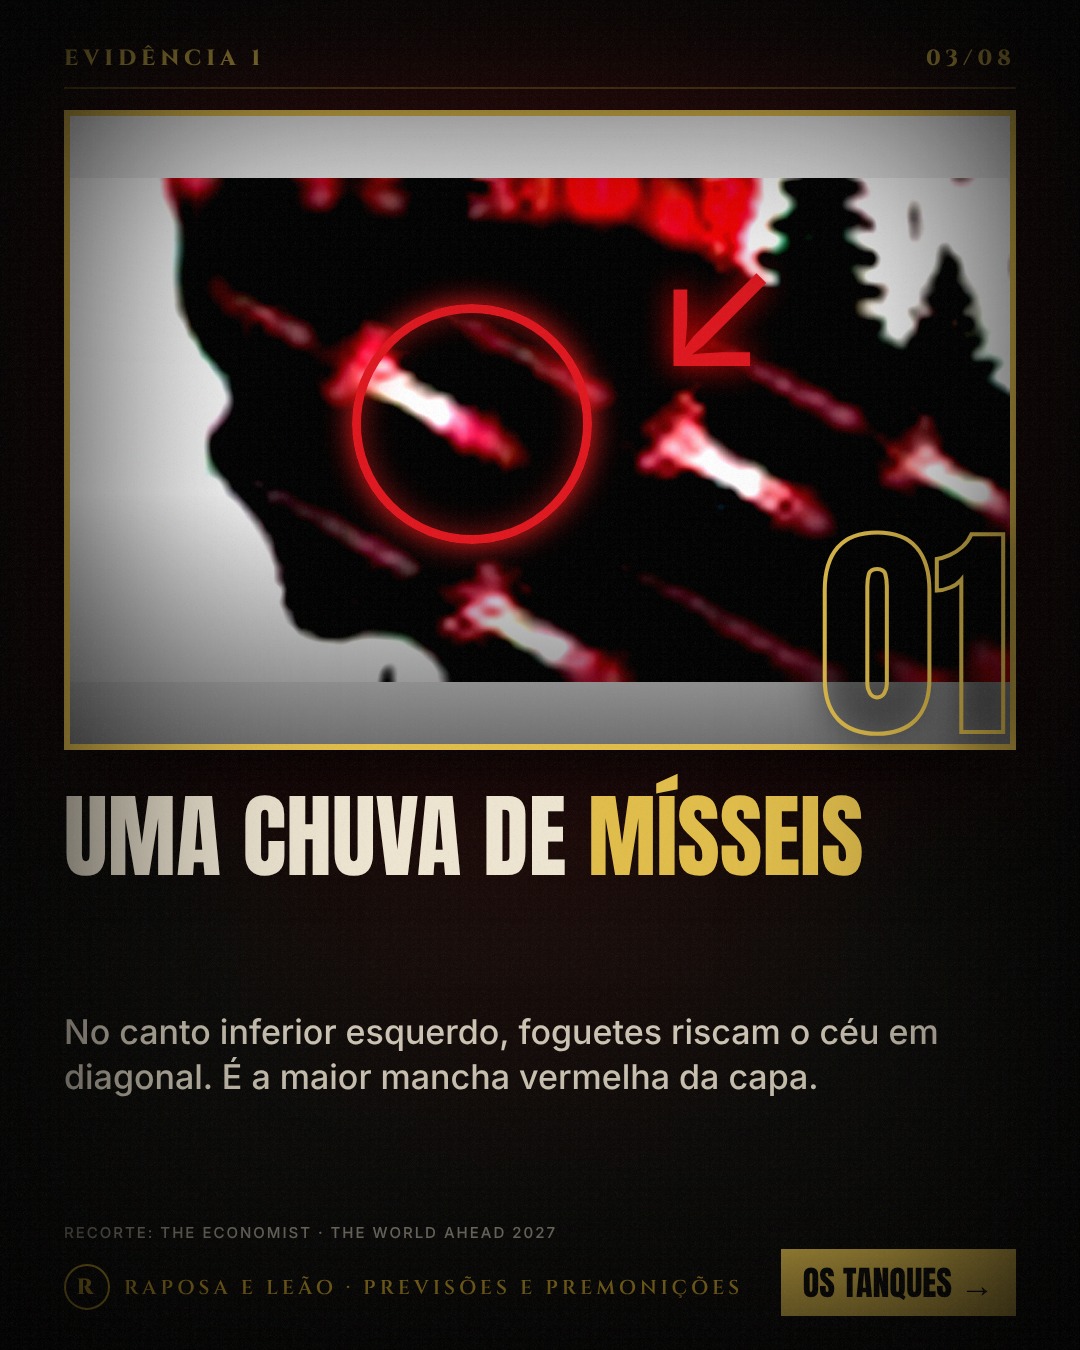 EVIDÊNCIA 1
03/08
01
UMA CHUVA DE MÍSSEIS
No canto inferior esquerdo, foguetes riscam o céu em
diagonal. É a maior mancha vermelha da capa.
RECORTE: THE ECONOMIST · THE WORLD AHEAD 2027
R RAPOSA E LEÃO · PREVISÕES E PREMONIÇÕES
OS TANQUES →